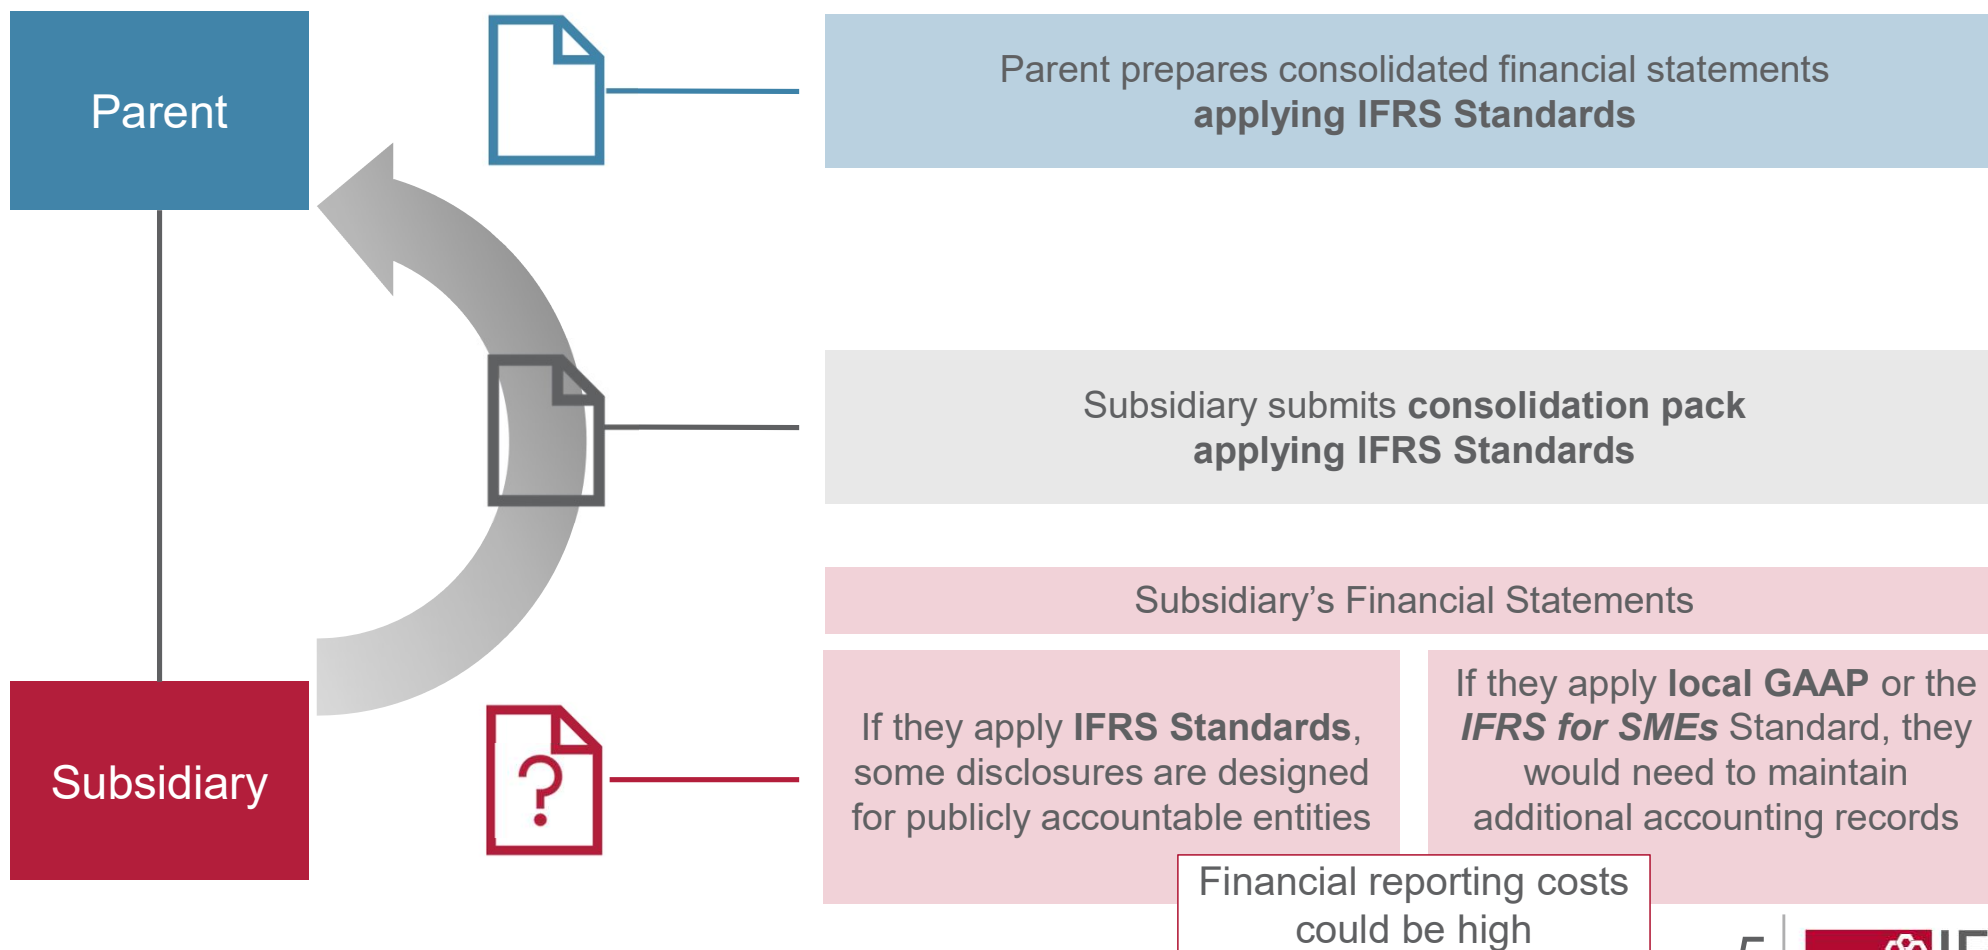 Parent
Parent prepares consolidated financial statements
applying IFRS Standards
Subsidiary submits consolidation pack
applying IFRS Standards
Subsidiary's Financial Statements
Subsidiary
?
If they apply IFRS Standards,
some disclosures are designed
for publicly accountable entities
If they apply local GAAP or the
IFRS for SMEs Standard, they
would need to maintain
additional accounting records
Financial reporting costs
could be high